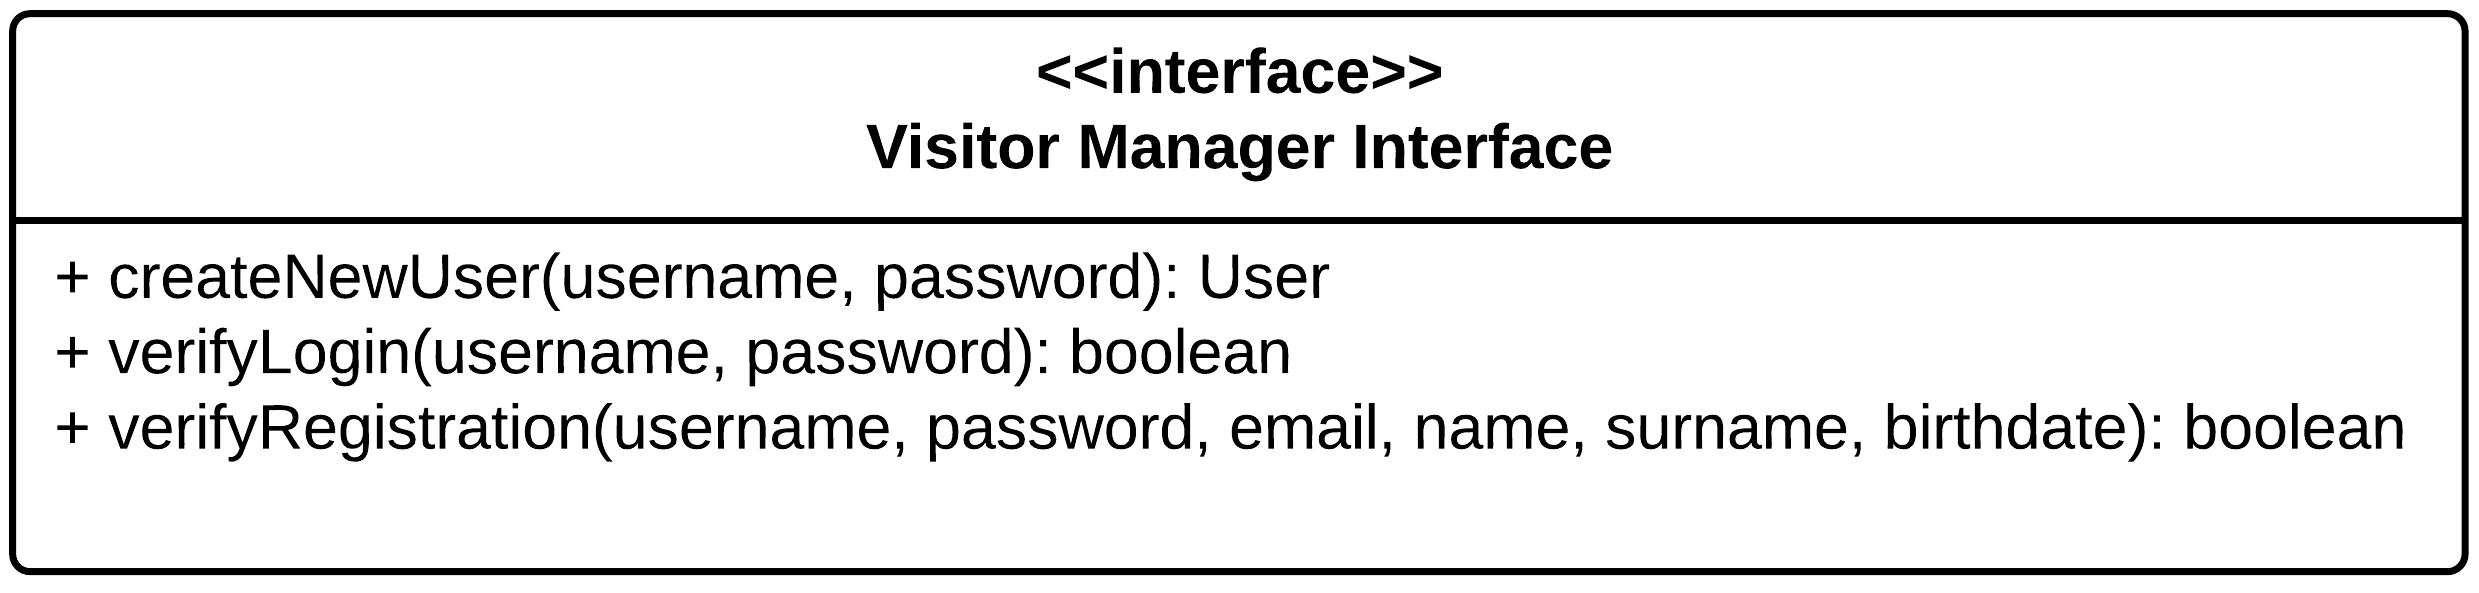 <<interface>>
Visitor Manager Interface
+ createNewUser(username, password): User
+ verifyLogin(username, password): boolean
+ verifyRegistration(username, password, email, name, surname, birthdate): boolean